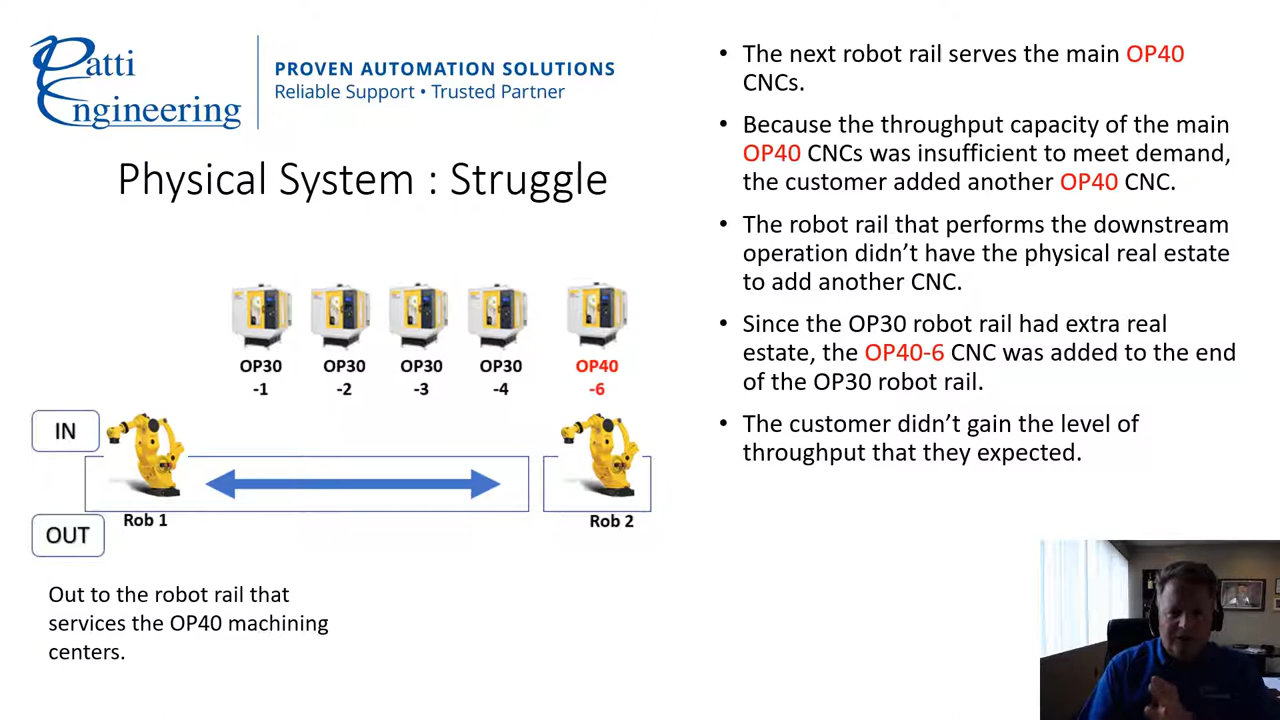 Patti
Engineering
PROVEN AUTOMATION SOLUTIONS
Reliable Support • Trusted Partner
Physical System : Struggle
OP30
-1
OP30
-2
OP30
-3
OP30
-4
OP40
-6
IN
OUT
Rob 1
Rob 2
Out to the robot rail that
services the OP40 machining
centers.
• The next robot rail serves the main OP40
CNCs.
• Because the throughput capacity of the main
OP40 CNCs was insufficient to meet demand,
the customer added another OP40 CNC.
• The robot rail that performs the downstream
operation didn’t have the physical real estate
to add another CNC.
• Since the OP30 robot rail had extra real
estate, the OP40-6 CNC was added to the end
of the OP30 robot rail.
• The customer didn’t gain the level of
throughput that they expected.